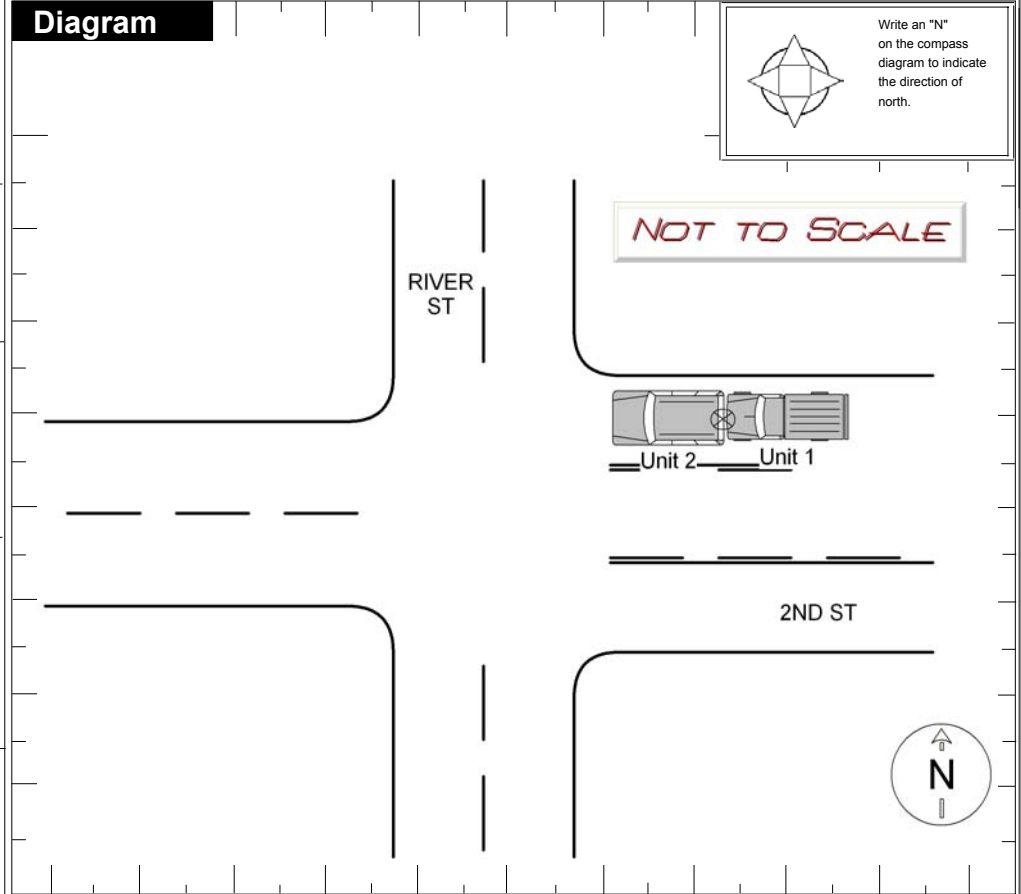 Diagram
Write an "N"
on the compass
diagram to indicate
the direction of
north.
NOT TO SCALE
RIVER
ST
Unit 2
Unit 1
2ND ST
N